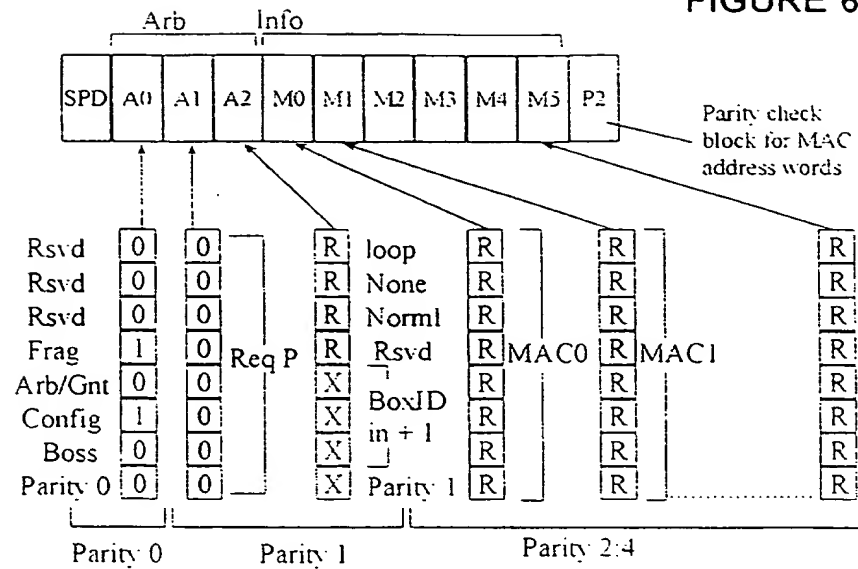 FIGURE 6
Arb Info
SPD A0 A1 A2 M0 M1 M2 M3 M4 M5 P2
Parity check
block for MAC
address words
Rsvd 0 0 R loop R R R
Rsvd 0 0 R None R R R
Rsvd 0 0 R Norml R R R
Frag 1 0 Req P R Rsvd R MAC0 R MAC1 R
Arb/Gnt 0 0 X R R R
Config 1 0 X BoxID R R R
Boss 0 0 X in + 1 R R R
Parity 0 0 0 X Parity 1 R R R
Parity 0 Parity 1 Parity 2:4